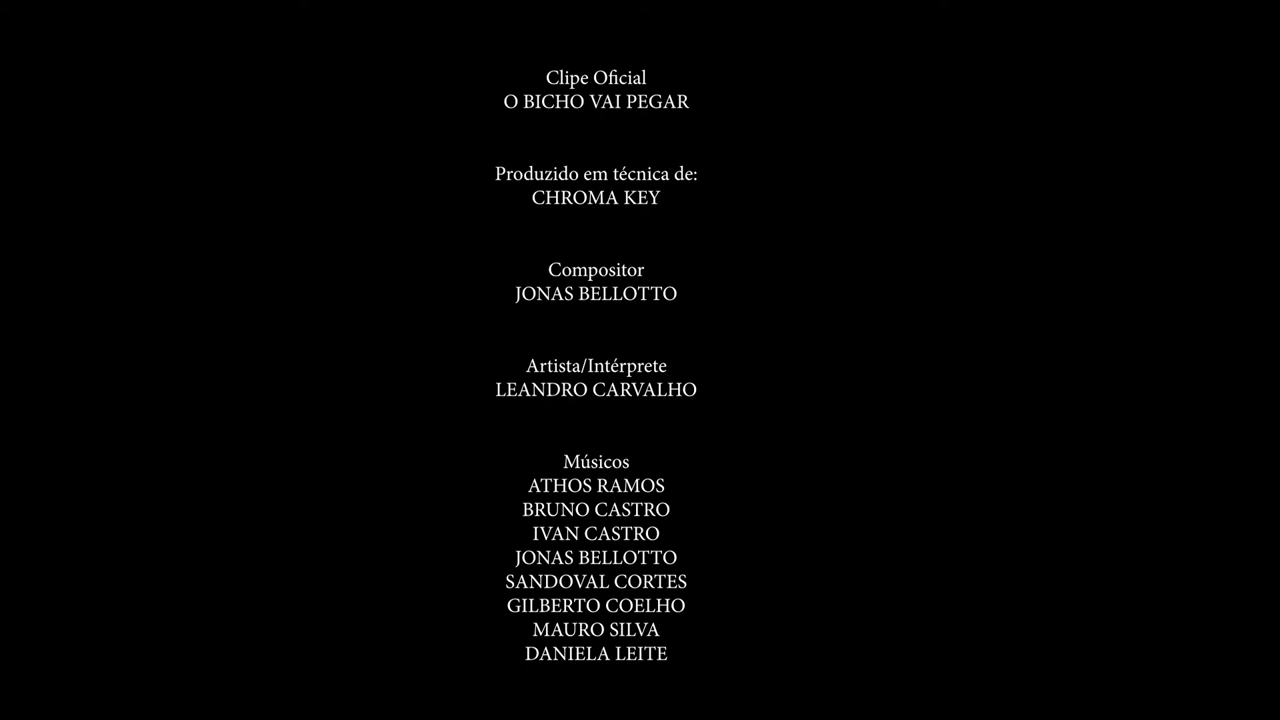 Clipe Oficial
O BICHO VAI PEGAR
Produzido em técnica de:
CHROMA KEY
Compositor
JONAS BELLOTTO
Artista/Intérprete
LEANDRO CARVALHO
Músicos
ATHOS RAMOS
BRUNO CASTRO
IVAN CASTRO
JONAS BELLOTTO
SANDOVAL CORTES
GILBERTO COELHO
MAURO SILVA
DANIELA LEITE